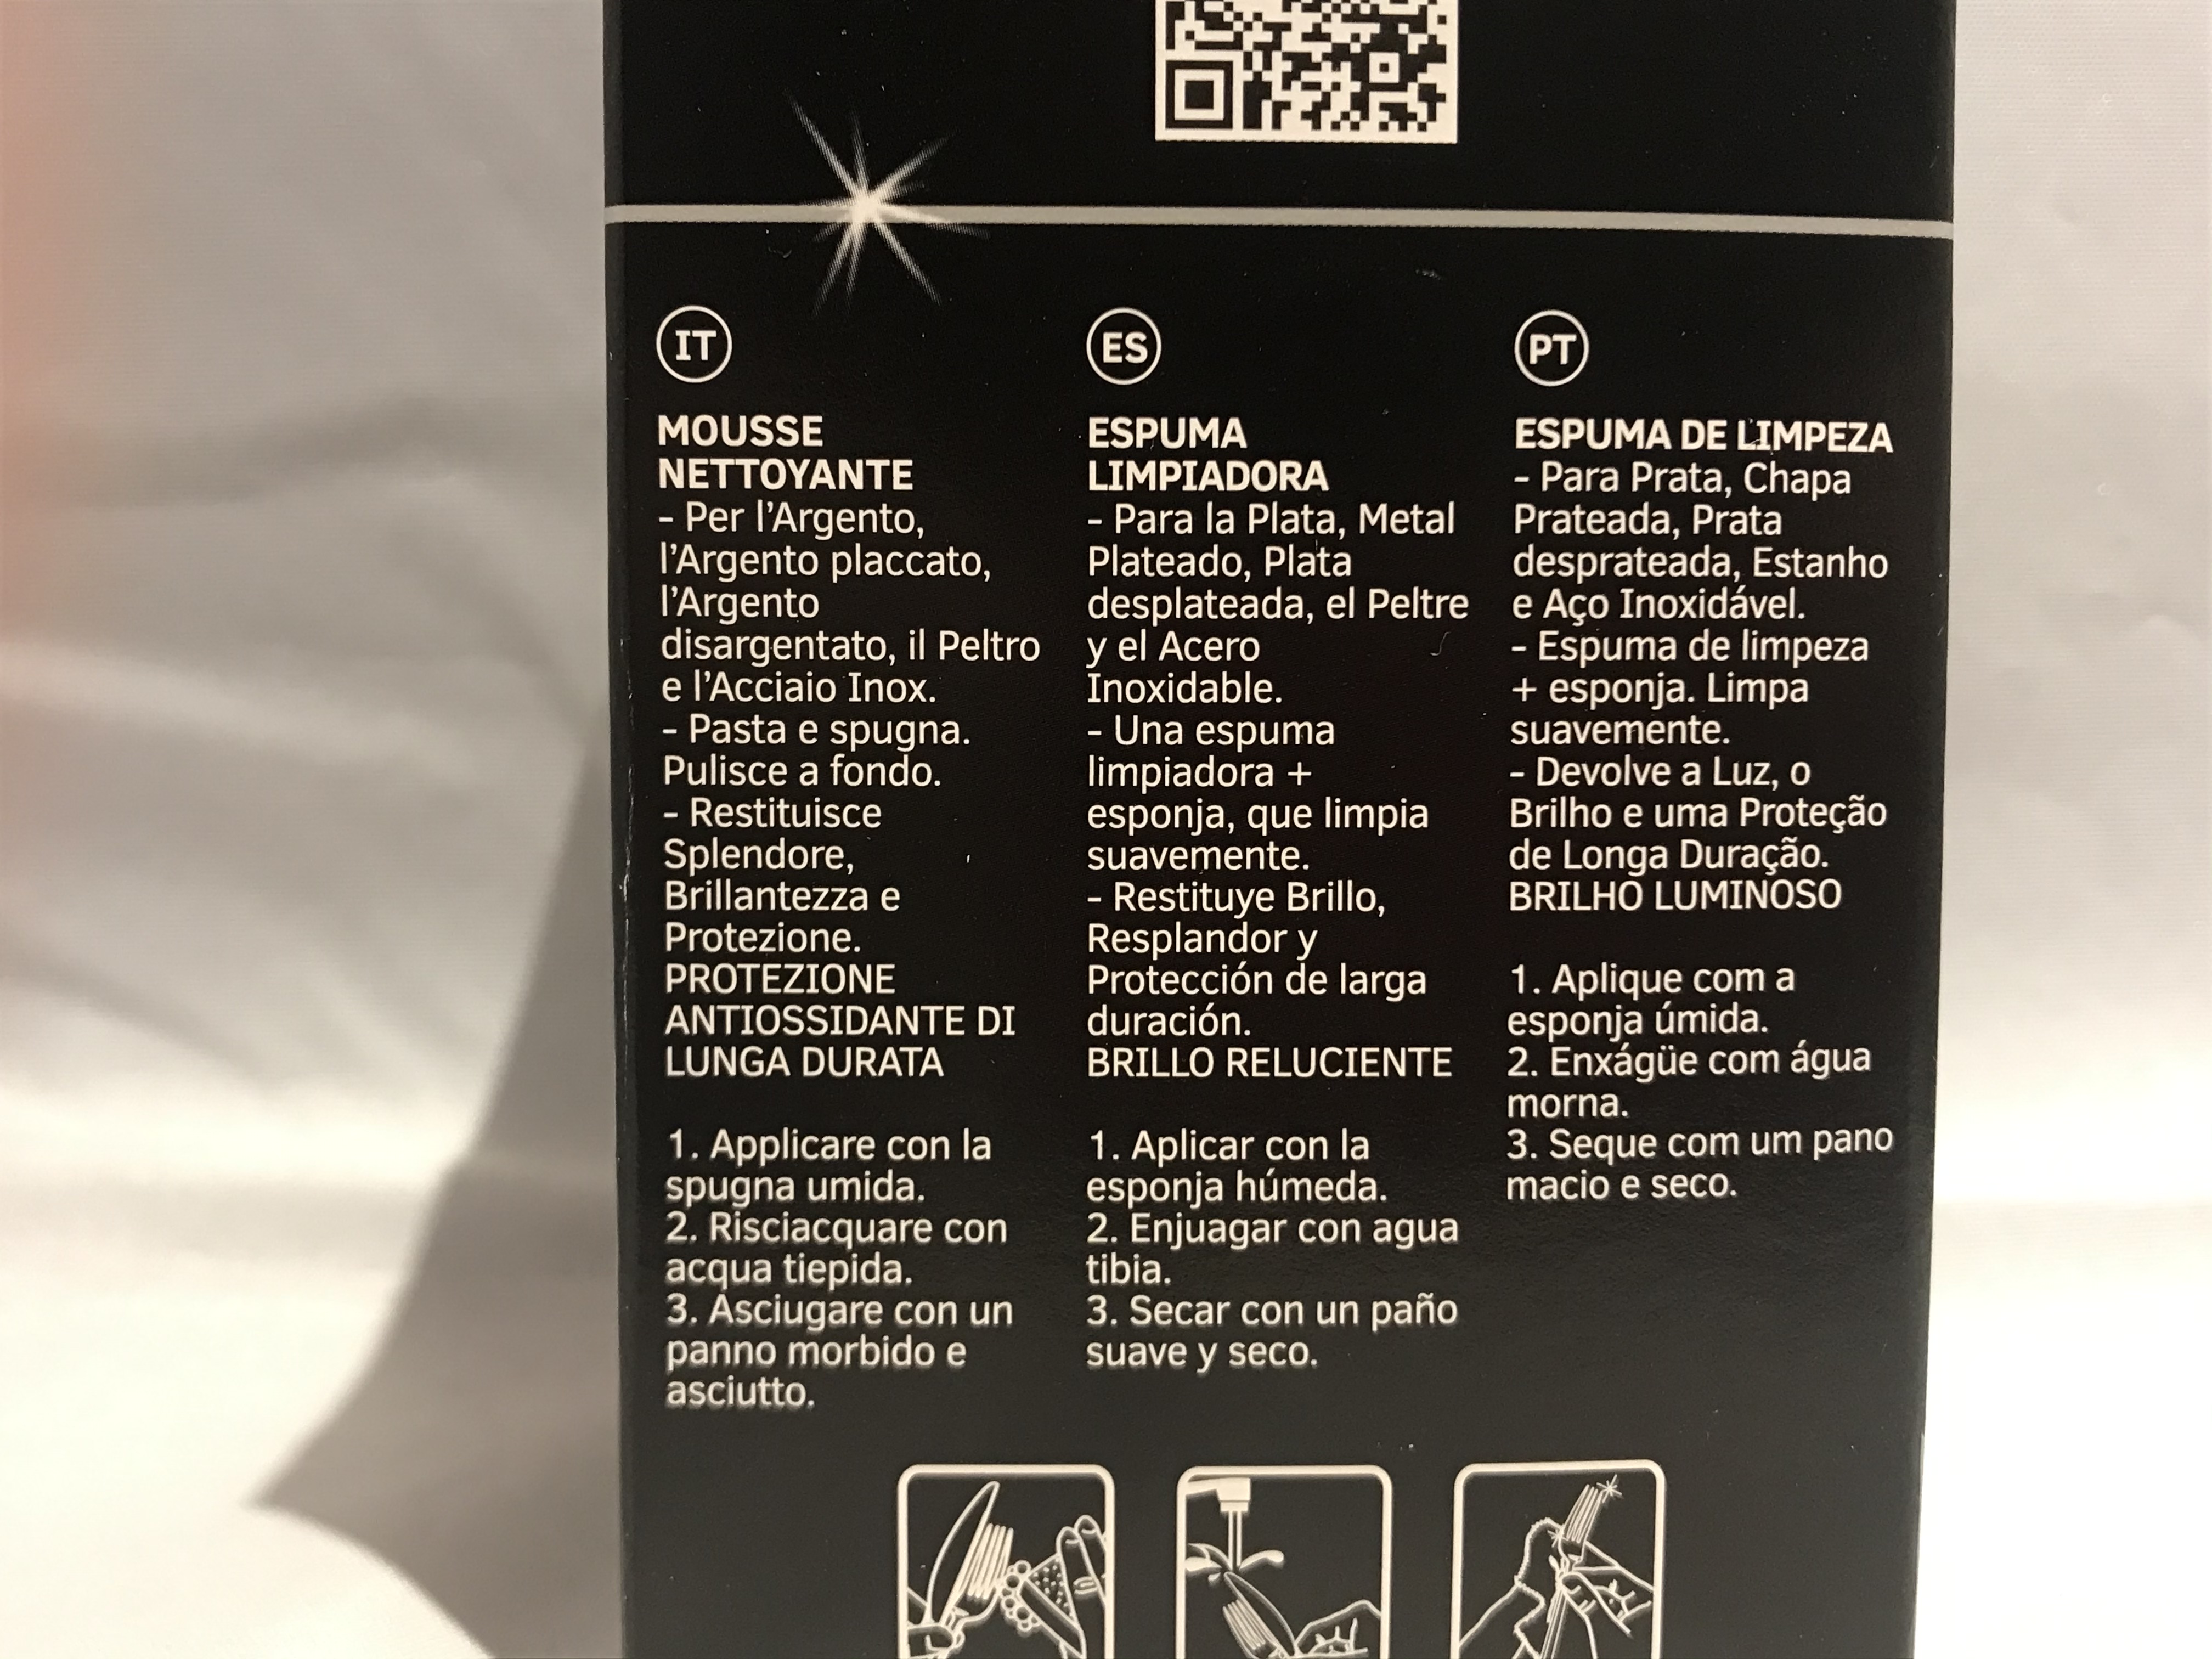 IT
MOUSSE
NETTOYANTE
- Per l'Argento,
l'Argento placcato,
l'Argento
disargentato, il Peltro
e l'Acciaio Inox.
- Pasta e spugna.
Pulisce a fondo.
- Restituisce
Splendore,
Brillantezza e
Protezione.
PROTEZIONE
ANTIOSSIDANTE DI
LUNGA DURATA
1. Applicare con la
spugna umida.
2. Risciacquare con
acqua tiepida.
3. Asciugare con un
panno morbido e
asciutto.
ES
ESPUMA
LIMPIADORA
- Para la Plata, Metal
Plateado, Plata
desplateada, el Peltre
y el Acero
Inoxidable.
- Una espuma
limpiadora +
esponja, que limpia
suavemente.
- Restituye Brillo,
Resplandor y
Protección de larga
duración.
BRILLO RELUCIENTE
1. Aplicar con la
esponja húmeda.
2. Enjuagar con agua
tibia.
3. Secar con un paño
suave y seco.
PT
ESPUMA DE LIMPEZA
- Para Prata, Chapa
Prateada, Prata
desprateada, Estanho
e Aço Inoxidável.
- Espuma de limpeza
+ esponja. Limpa
suavemente.
- Devolve a Luz, o
Brilho e uma Proteção
de Longa Duração.
BRILHO LUMINOSO
1. Aplique com a
esponja úmida.
2. Enxágüe com água
morna.
3. Seque com um pano
macio e seco.